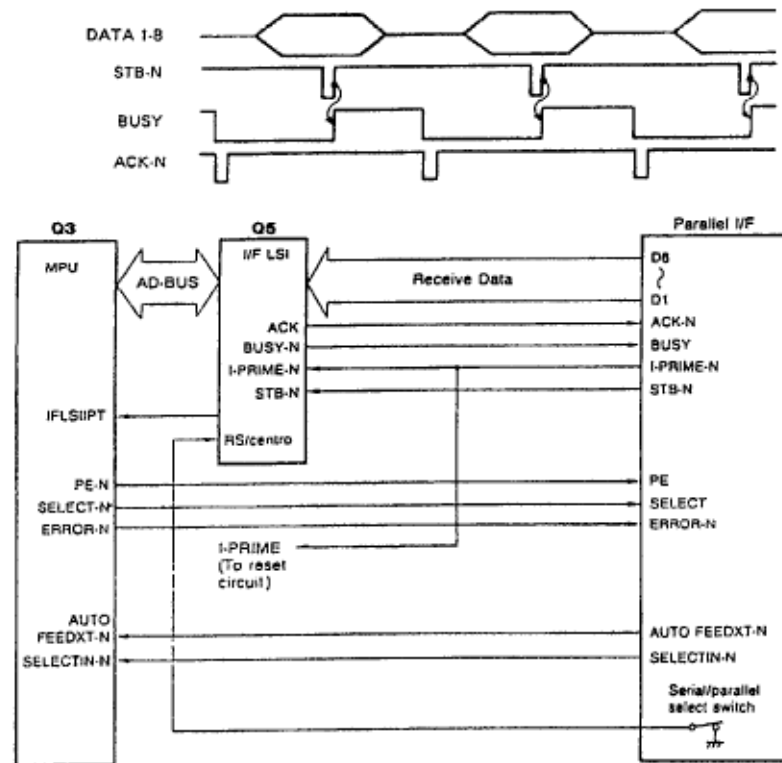 DATA 1-8
STB-N
BUSY
ACK-N
Q3
Q5
Parallel I/F
MPU
I/F LSI
AD-BUS
Receive Data
D8
D1
ACK
ACK-N
BUSY-N
BUSY
I-PRIME-N
I-PRIME-N
STB-N
STB-N
IFLSIIPT
RS/centro
PE-N
PE
SELECT-N
SELECT
ERROR-N
ERROR-N
I-PRIME
(To reset
circuit)
AUTO
FEEDXT-N
AUTO FEEDXT-N
SELECTIN-N
SELECTIN-N
Serial/parallel
select switch